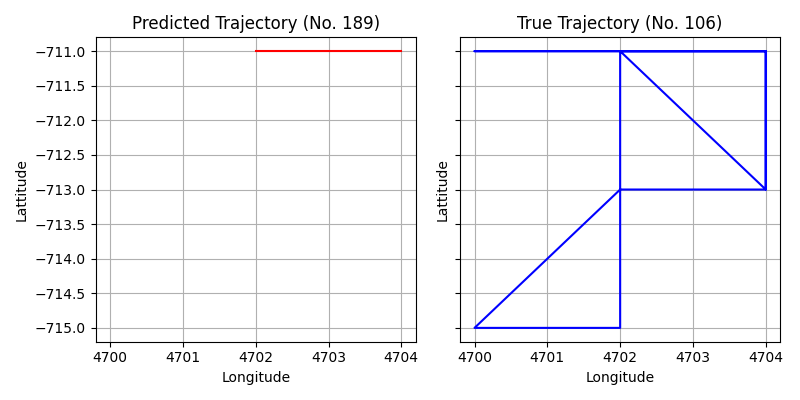 Predicted Trajectory (No. 189)
True Trajectory (No. 106)
−711.0
−711.5
−712.0
−712.5
−713.0
−713.5
−714.0
−714.5
−715.0
Lattitude
Lattitude
4700 4701 4702 4703 4704
4700 4701 4702 4703 4704
Longitude
Longitude